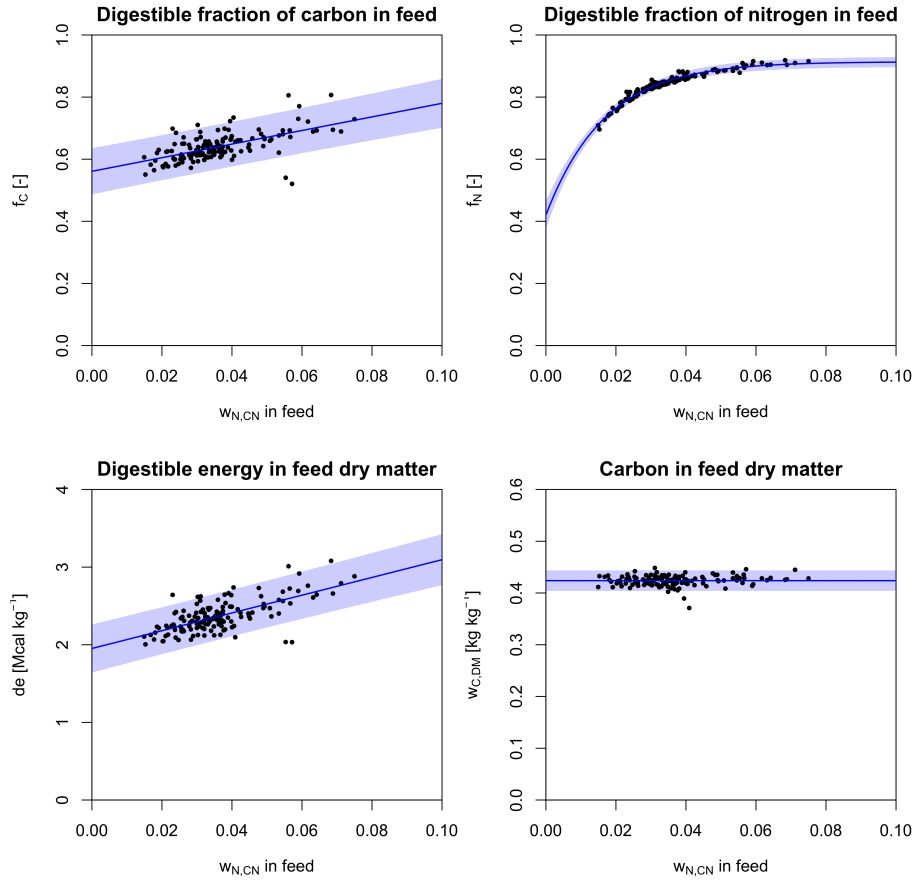 Digestible fraction of carbon in feed
1.0
0.8
0.6
0.4
0.2
0.0
f_C [-]
0.00 0.02 0.04 0.06 0.08 0.10
w_N,CN in feed
Digestible fraction of nitrogen in feed
1.0
0.8
0.6
0.4
0.2
0.0
f_N [-]
0.00 0.02 0.04 0.06 0.08 0.10
w_N,CN in feed
Digestible energy in feed dry matter
4
3
2
1
0
de [Mcal kg⁻¹]
0.00 0.02 0.04 0.06 0.08 0.10
w_N,CN in feed
Carbon in feed dry matter
0.6
0.5
0.4
0.3
0.2
0.1
0.0
w_C,DM [kg kg⁻¹]
0.00 0.02 0.04 0.06 0.08 0.10
w_N,CN in feed